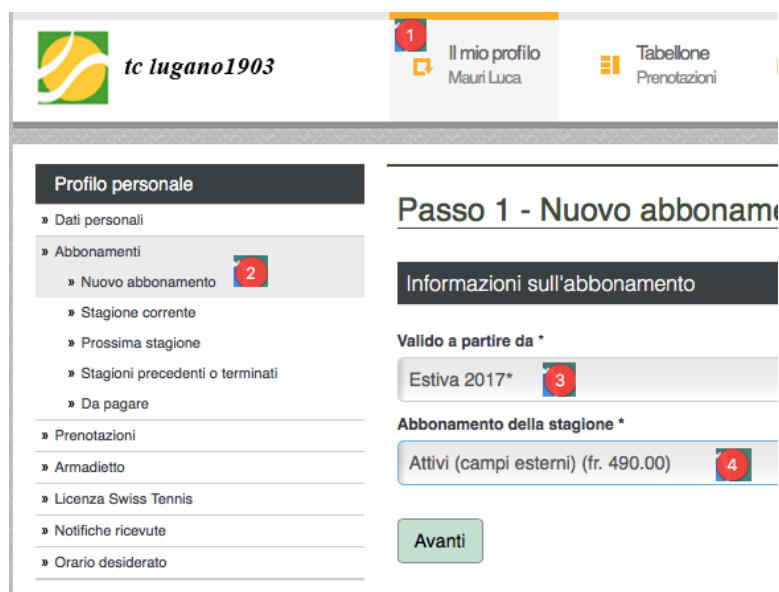 tc lugano1903
1
Il mio profilo
Mauri Luca
Tabellone
Prenotazioni
Profilo personale
» Dati personali
» Abbonamenti
» Nuovo abbonamento
2
» Stagione corrente
» Prossima stagione
» Stagioni precedenti o terminati
» Da pagare
» Prenotazioni
» Armadietto
» Licenza Swiss Tennis
» Notifiche ricevute
» Orario desiderato
Passo 1 - Nuovo abboname
Informazioni sull'abbonamento
Valido a partire da *
Estiva 2017*
3
Abbonamento della stagione *
Attivi (campi esterni) (fr. 490.00)
4
Avanti